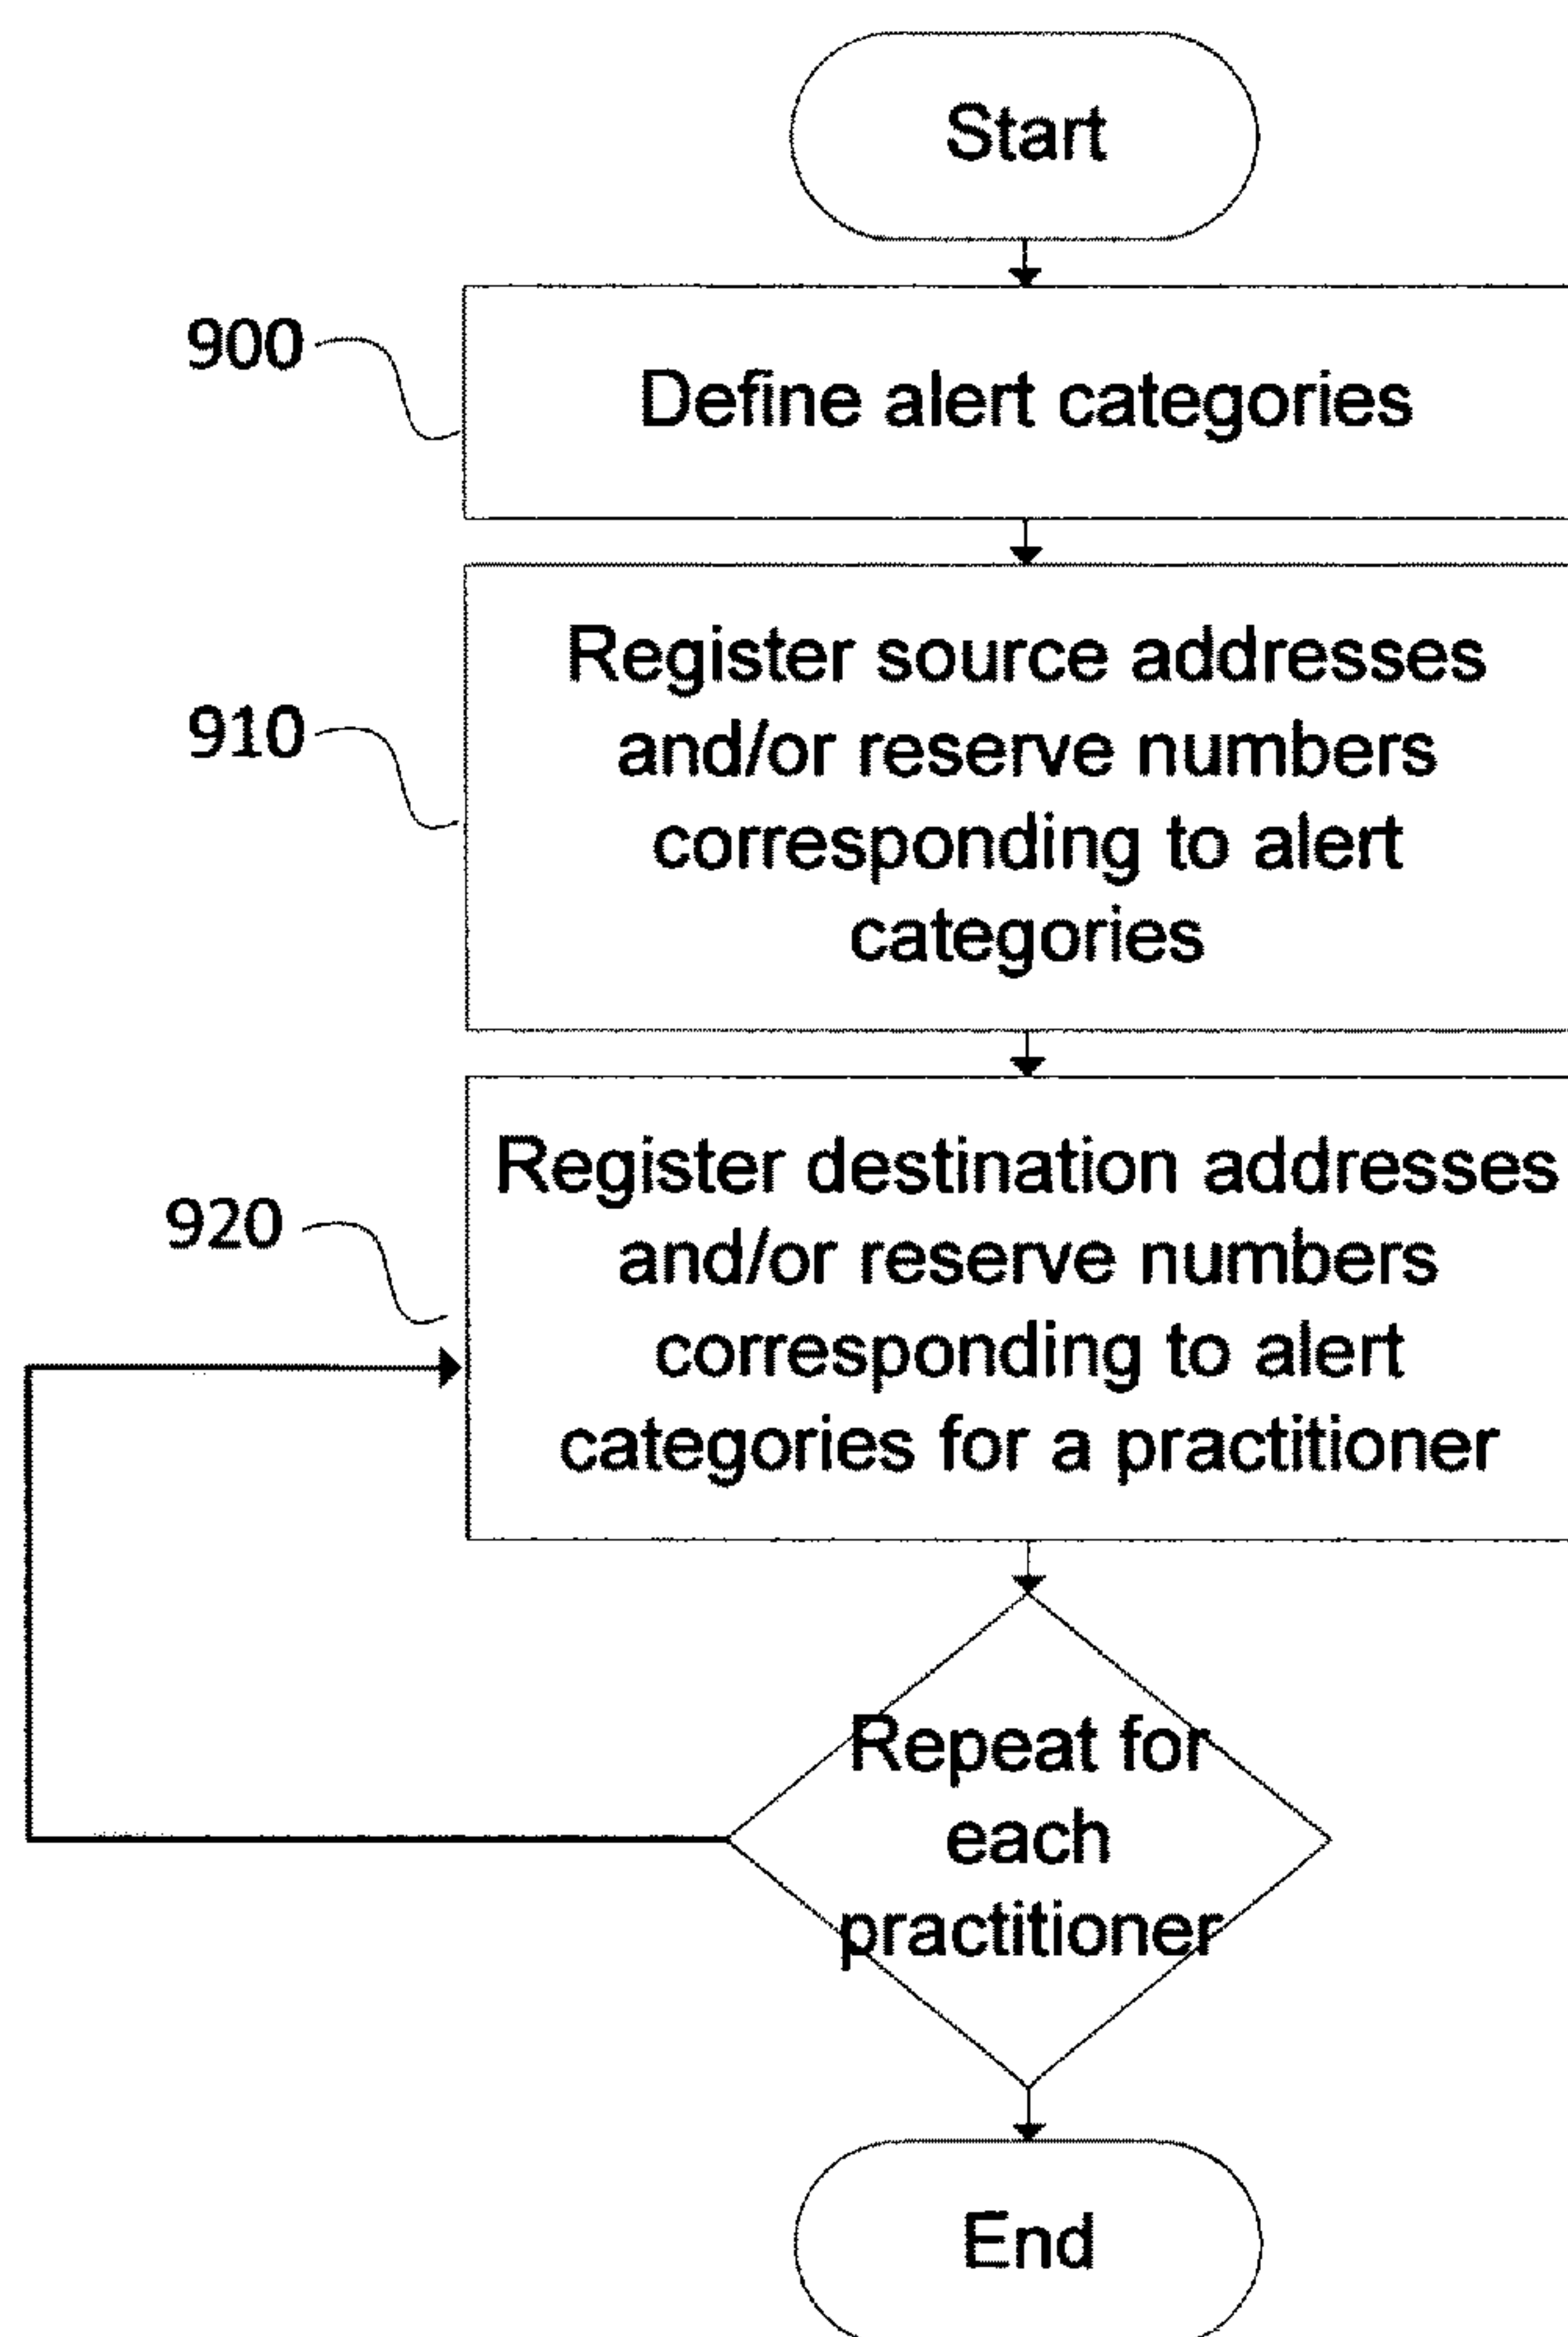 Start
900
Define alert categories
910
Register source addresses
and/or reserve numbers
corresponding to alert
categories
920
Register destination addresses
and/or reserve numbers
corresponding to alert
categories for a practitioner
Repeat for
each
practitioner
End